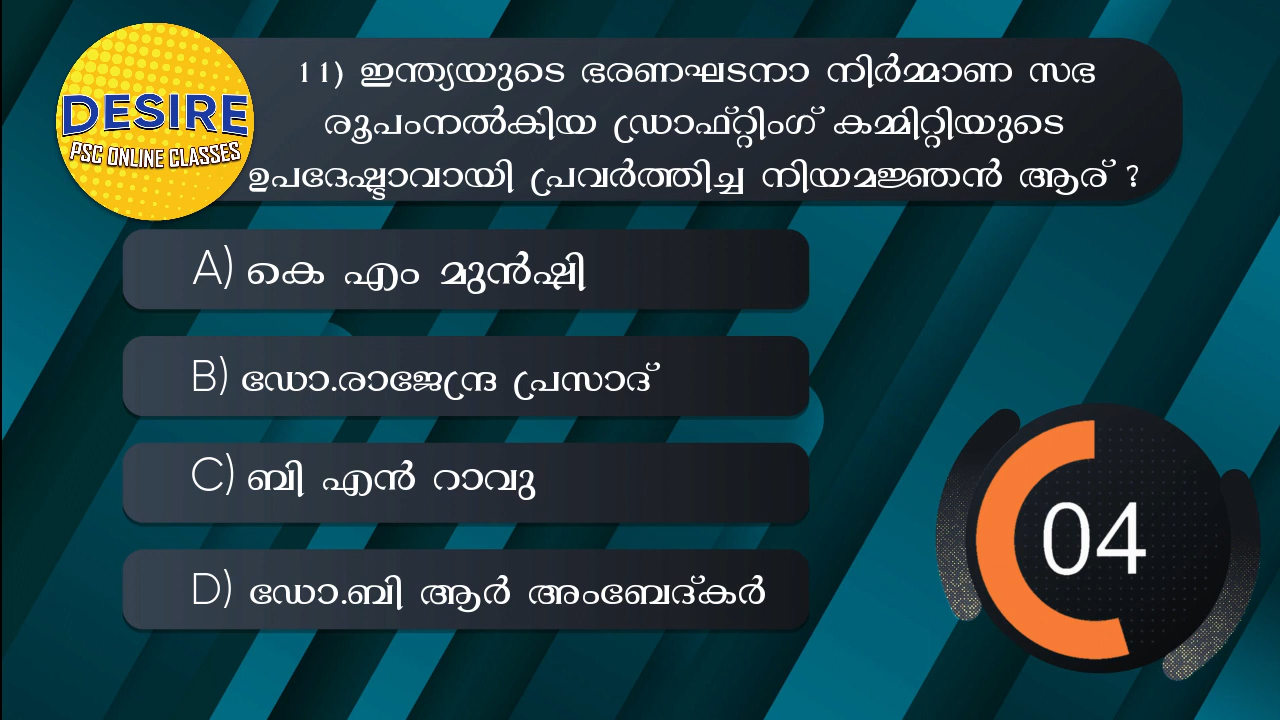 DESIRE
PSC ONLINE CLASSES
11) ഇന്ത്യയുടെ ഭരണഘടനാ നിർമ്മാണ സഭ
രൂപംനൽകിയ ഡ്രാഫ്റ്റിംഗ് കമ്മിറ്റിയുടെ
ഉപദേഷ്ടാവായി പ്രവർത്തിച്ച നിയമജ്ഞൻ ആര് ?
A) കെ എം മുൻഷി
B) ഡോ.രാജേന്ദ്ര പ്രസാദ്
C) ബി എൻ റാവു
D) ഡോ.ബി ആർ അംബേദ്കർ
04